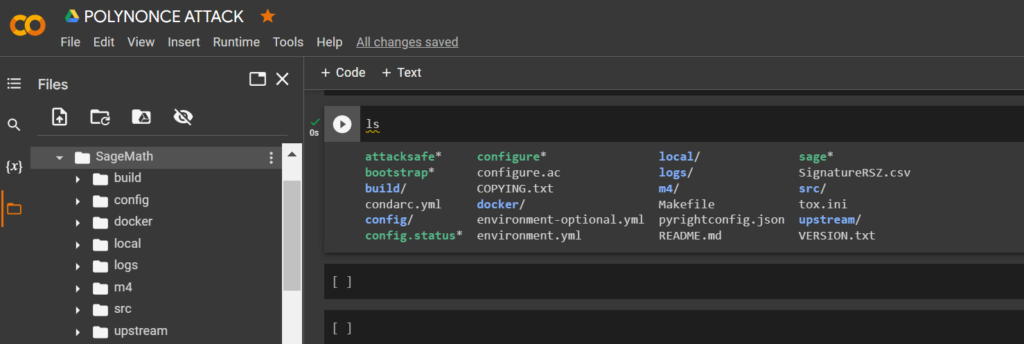 POLYNONCE ATTACK
File Edit View Insert Runtime Tools Help All changes saved
Files
+ Code + Text
{x}
SageMath
build
config
docker
local
logs
m4
src
upstream
0s
ls
attacksafe* configure* local/ sage*
bootstrap* configure.ac logs/ SignatureRSZ.csv
build/ COPYING.txt m4/ src/
condarc.yml docker/ Makefile tox.ini
config/ environment-optional.yml pyrightconfig.json upstream/
config.status* environment.yml README.md VERSION.txt
[ ]
[ ]